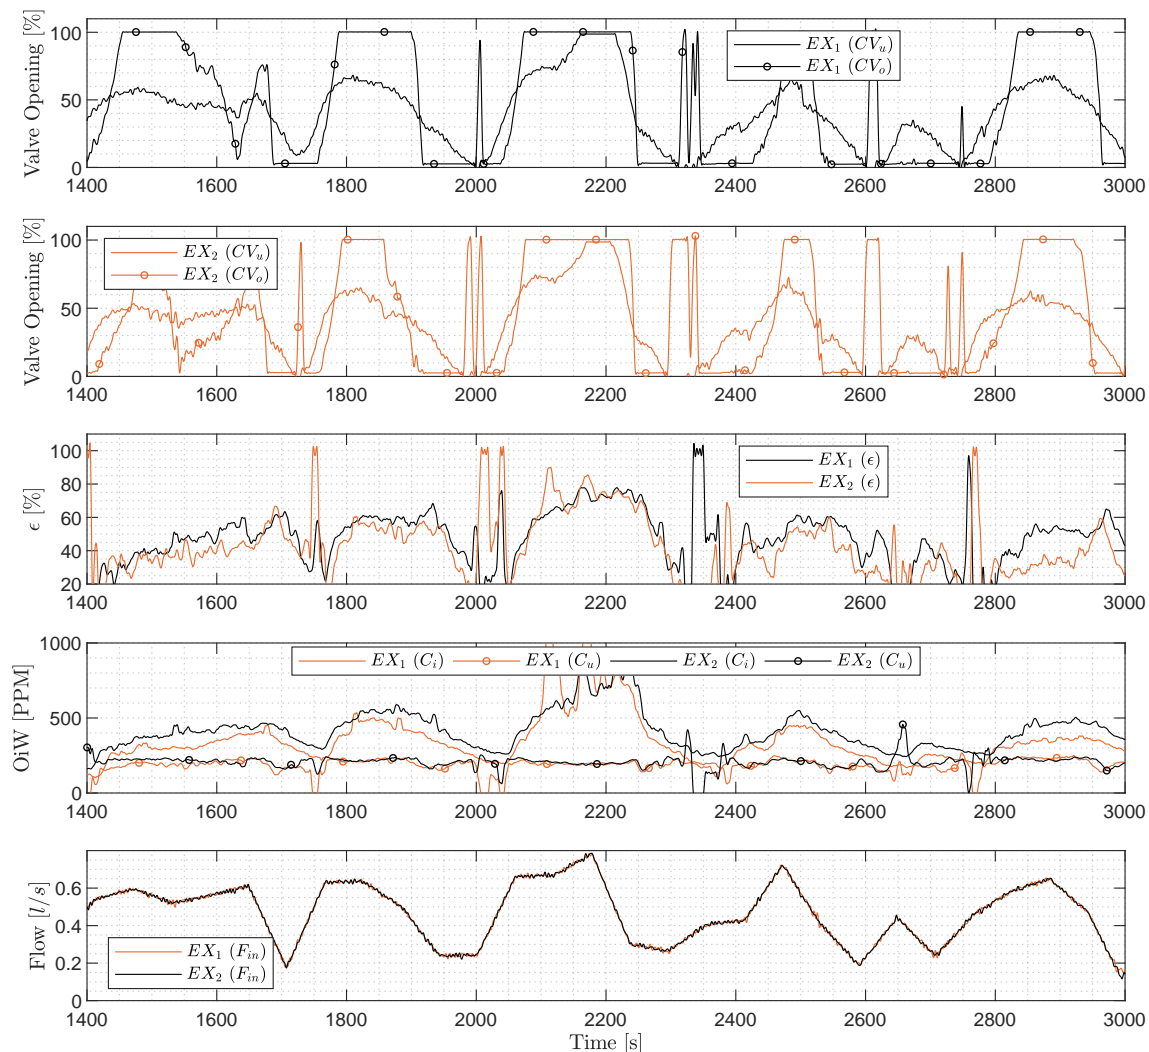 Valve Opening [%]
100
50
0
EX₁ (CVᵤ)
EX₁ (CVₒ)
1400 1600 1800 2000 2200 2400 2600 2800 3000
Valve Opening [%]
100
50
0
EX₂ (CVᵤ)
EX₂ (CVₒ)
1400 1600 1800 2000 2200 2400 2600 2800 3000
ϵ [%]
100
80
60
40
20
EX₁ (ϵ)
EX₂ (ϵ)
1400 1600 1800 2000 2200 2400 2600 2800 3000
OiW [PPM]
1000
500
0
EX₁ (Cᵢ) EX₁ (Cᵤ) EX₂ (Cᵢ) EX₂ (Cᵤ)
1400 1600 1800 2000 2200 2400 2600 2800 3000
Flow [l/s]
0.6
0.4
0.2
0
EX₁ (Fᵢₙ)
EX₂ (Fᵢₙ)
1400 1600 1800 2000 2200 2400 2600 2800 3000
Time [s]